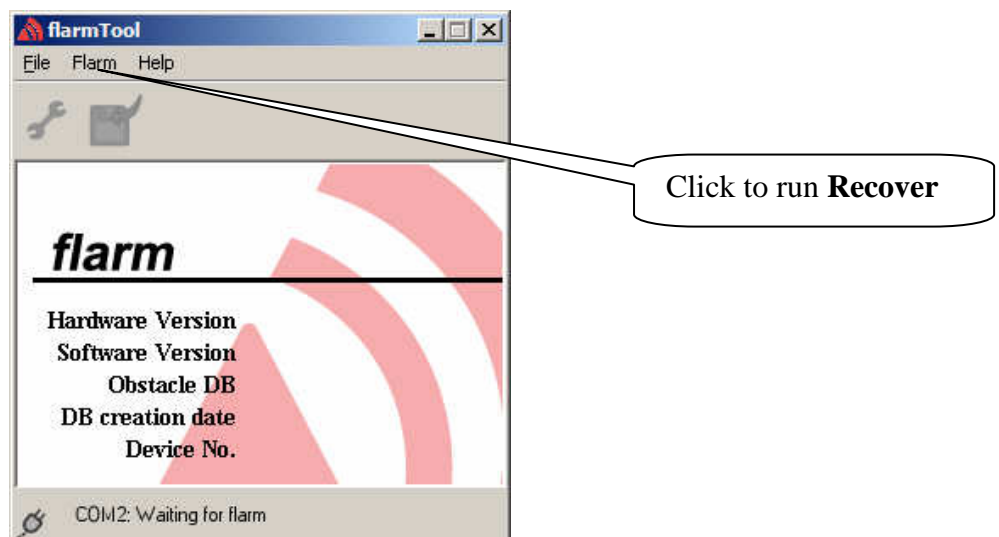 flarmTool
File Flarm Help
Click to run Recover
flarm
Hardware Version
Software Version
Obstacle DB
DB creation date
Device No.
COM2: Waiting for flarm